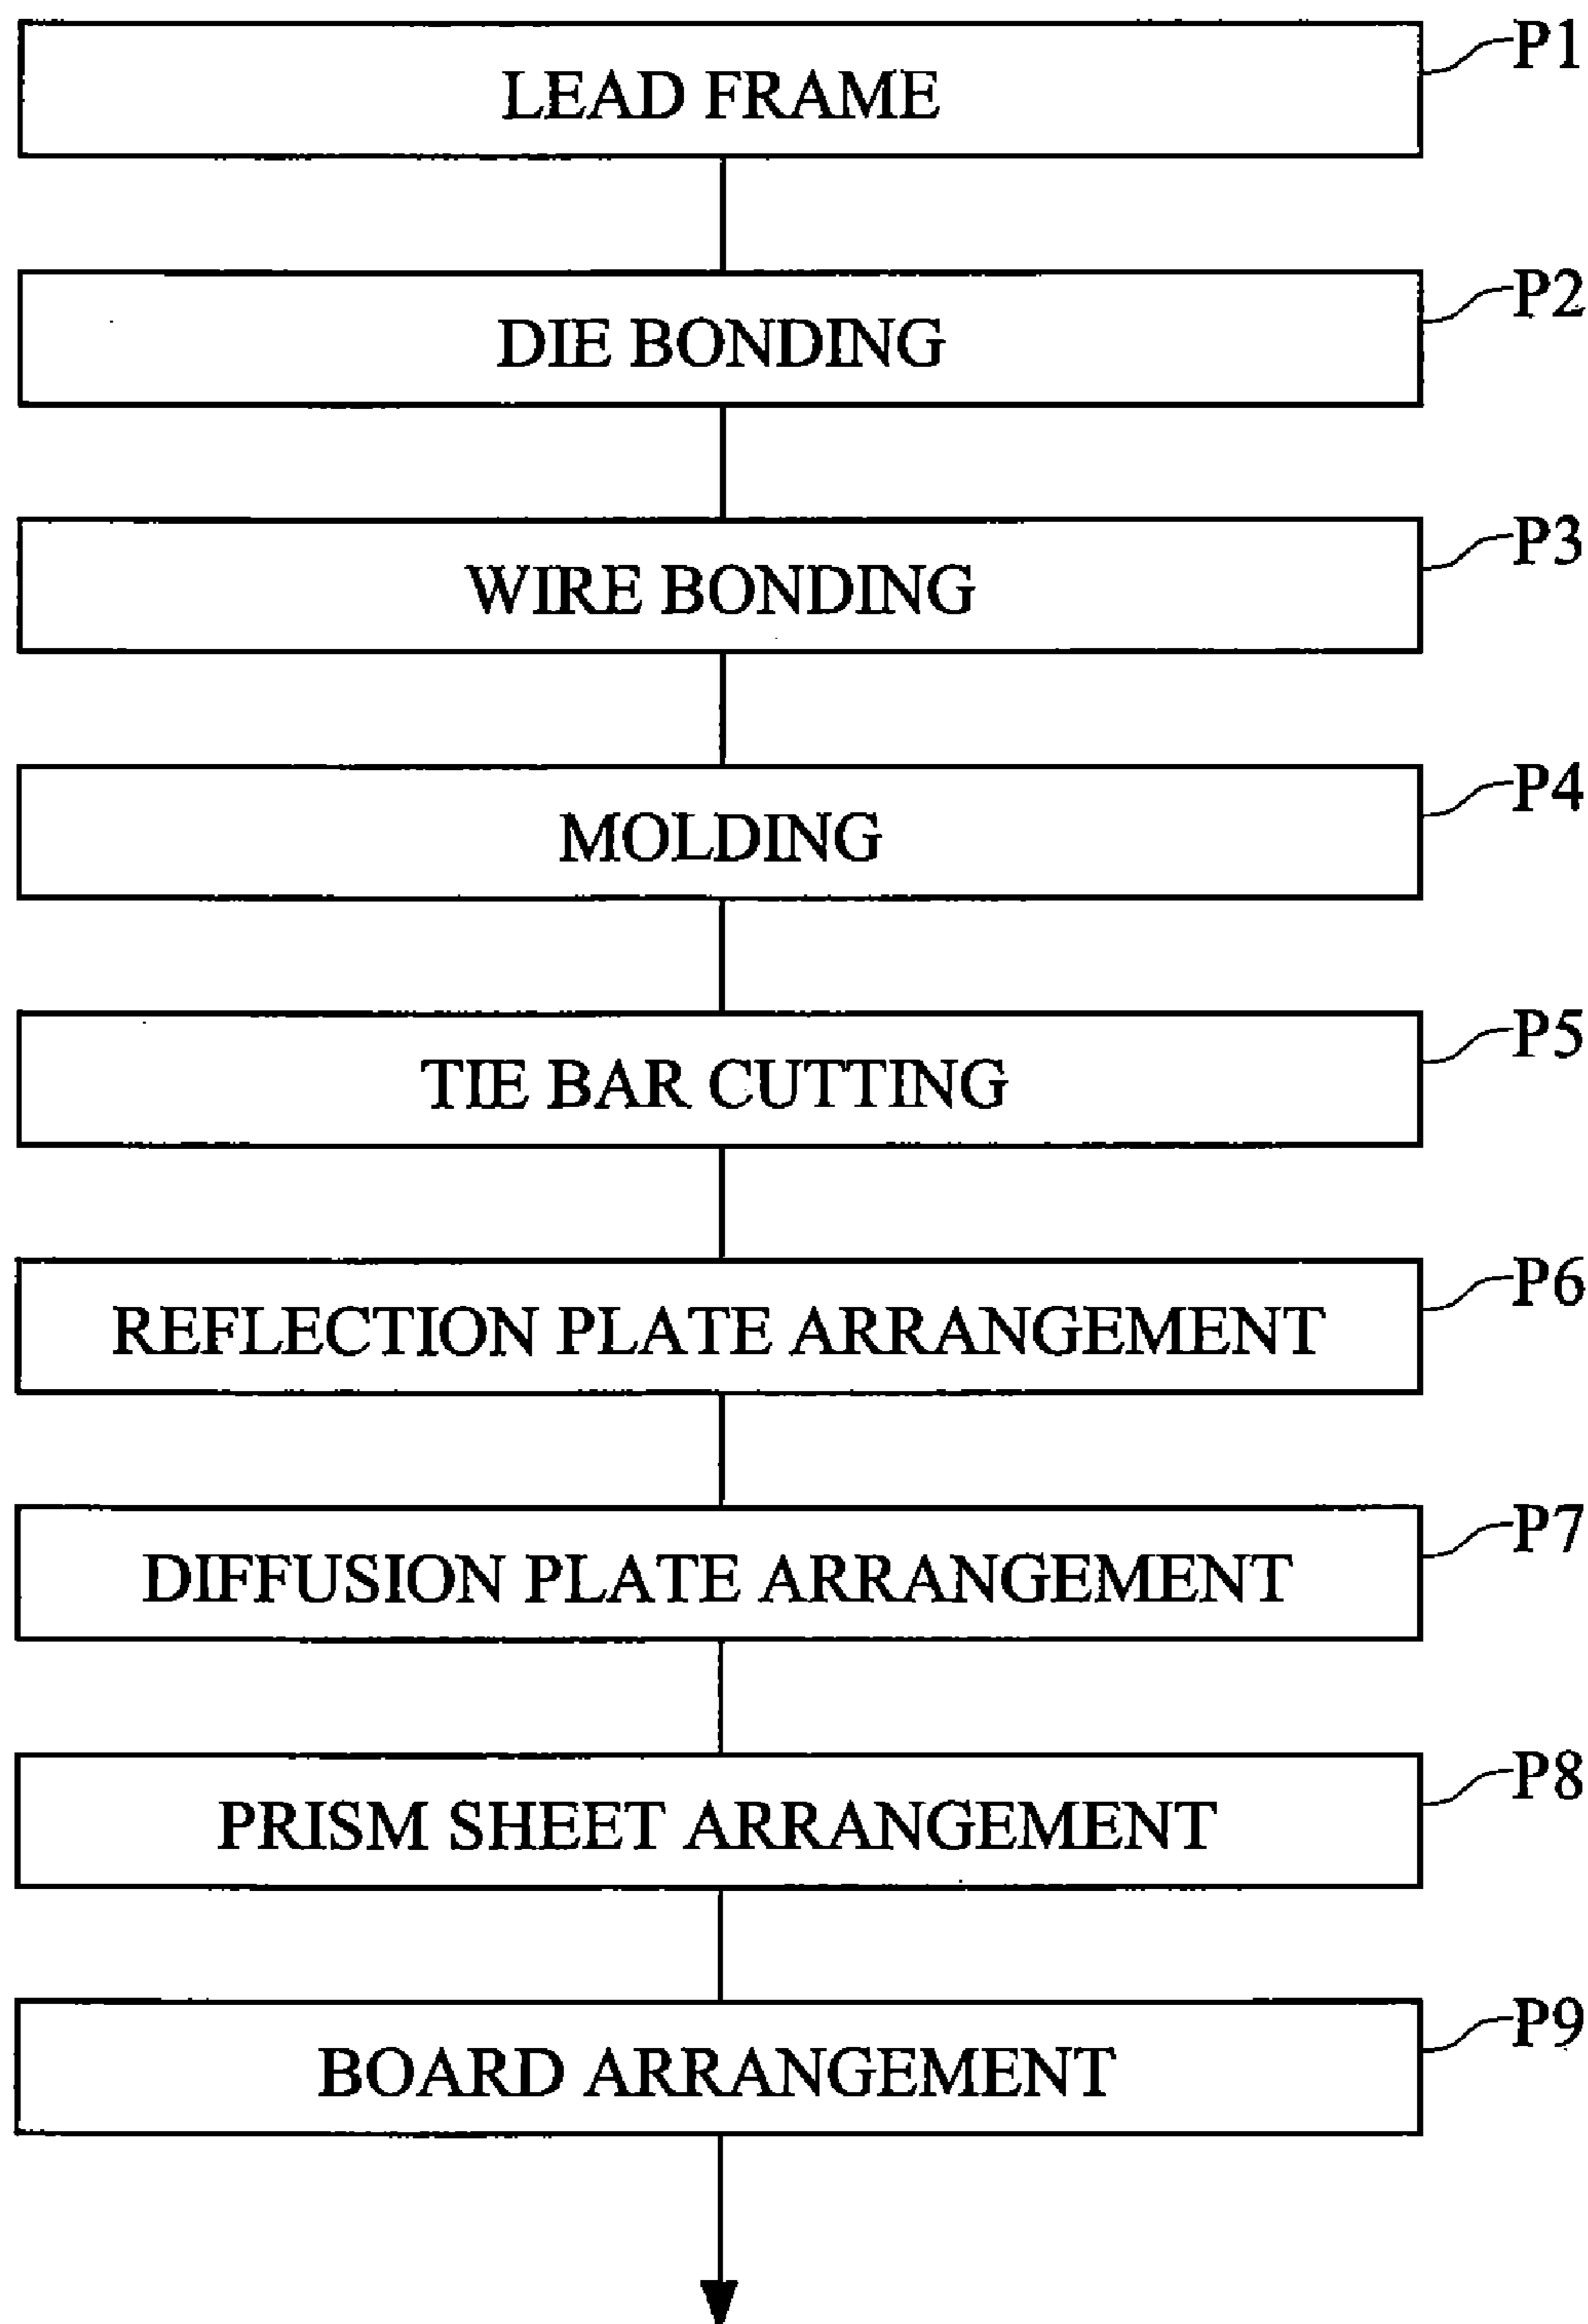 LEAD FRAME P1
DIE BONDING P2
WIRE BONDING P3
MOLDING P4
TIE BAR CUTTING P5
REFLECTION PLATE ARRANGEMENT P6
DIFFUSION PLATE ARRANGEMENT P7
PRISM SHEET ARRANGEMENT P8
BOARD ARRANGEMENT P9